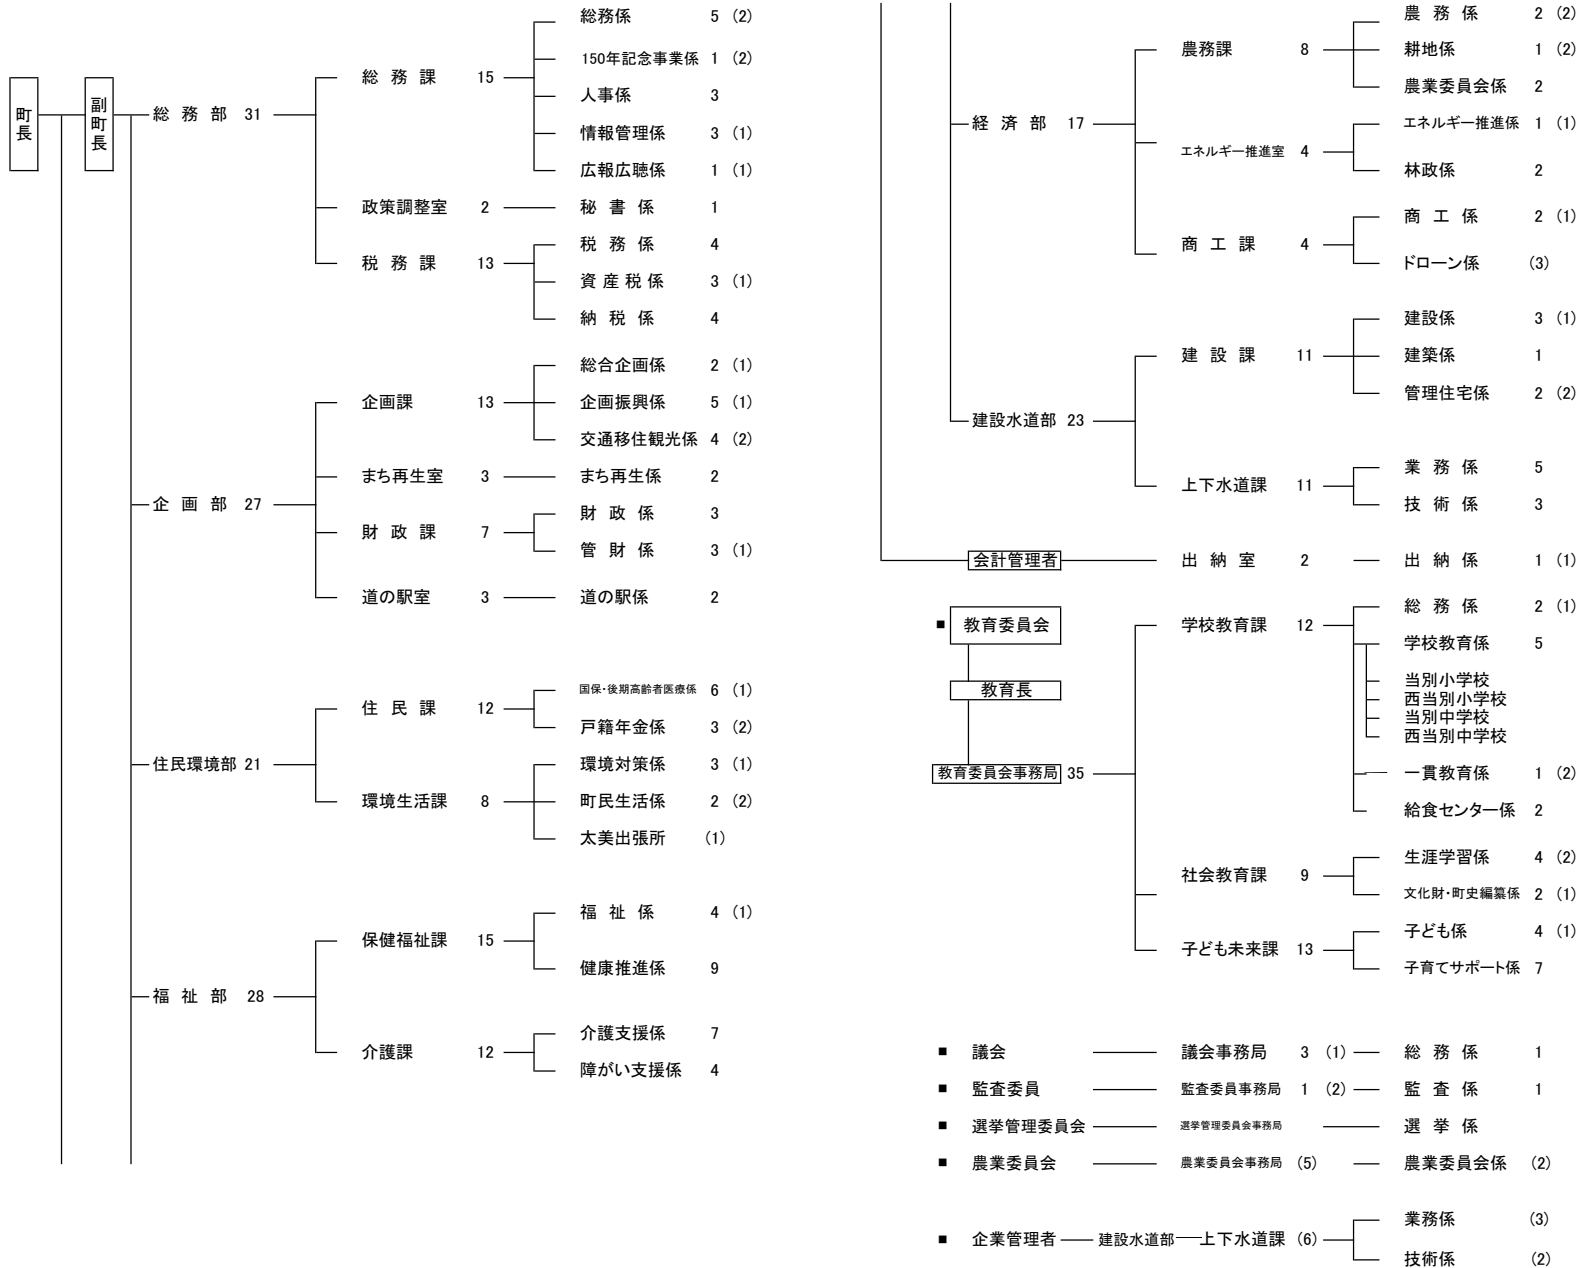 町長
副町長
総務部 31
総務課 15
総務係 5 (2)
150年記念事業係 1 (2)
人事係 3
情報管理係 3 (1)
広報広聴係 1 (1)
政策調整室 2
秘書係 1
税務課 13
税務係 4
資産税係 3 (1)
納税係 4
企画部 27
企画課 13
総合企画係 2 (1)
企画振興係 5 (1)
交通移住観光係 4 (2)
まち再生室 3
まち再生係 2
財政課 7
財政係 3
管財係 3 (1)
道の駅室 3
道の駅係 2
住民環境部 21
住民課 12
国保・後期高齢者医療係 6 (1)
戸籍年金係 3 (2)
環境生活課 8
環境対策係 3 (1)
町民生活係 2 (2)
太美出張所 (1)
福祉部 28
保健福祉課 15
福祉係 4 (1)
健康推進係 9
介護課 12
介護支援係 7
障がい支援係 4
経済部 17
農務課 8
農務係 2 (2)
耕地係 1 (2)
農業委員会係 2
エネルギー推進室 4
エネルギー推進係 1 (1)
林政係 2
商工課 4
商工係 2 (1)
ドローン係 (3)
建設水道部 23
建設課 11
建設係 3 (1)
建築係 1
管理住宅係 2 (2)
上下水道課 11
業務係 5
技術係 3
会計管理者
出納室 2
出納係 1 (1)
■ 教育委員会
教育長
教育委員会事務局 35
学校教育課 12
総務係 2 (1)
学校教育係 5
当別小学校
西当別小学校
当別中学校
西当別中学校
一貫教育係 1 (2)
給食センター係 2
社会教育課 9
生涯学習係 4 (2)
文化財・町史編纂係 2 (1)
子ども未来課 13
子ども係 4 (1)
子育てサポート係 7
■ 議会 議会事務局 3 (1) 総務係 1
■ 監査委員 監査委員事務局 1 (2) 監査係 1
■ 選挙管理委員会 選挙管理委員会事務局 選挙係
■ 農業委員会 農業委員会事務局 (5) 農業委員会係 (2)
■ 企業管理者 建設水道部 上下水道課 (6)
業務係 (3)
技術係 (2)